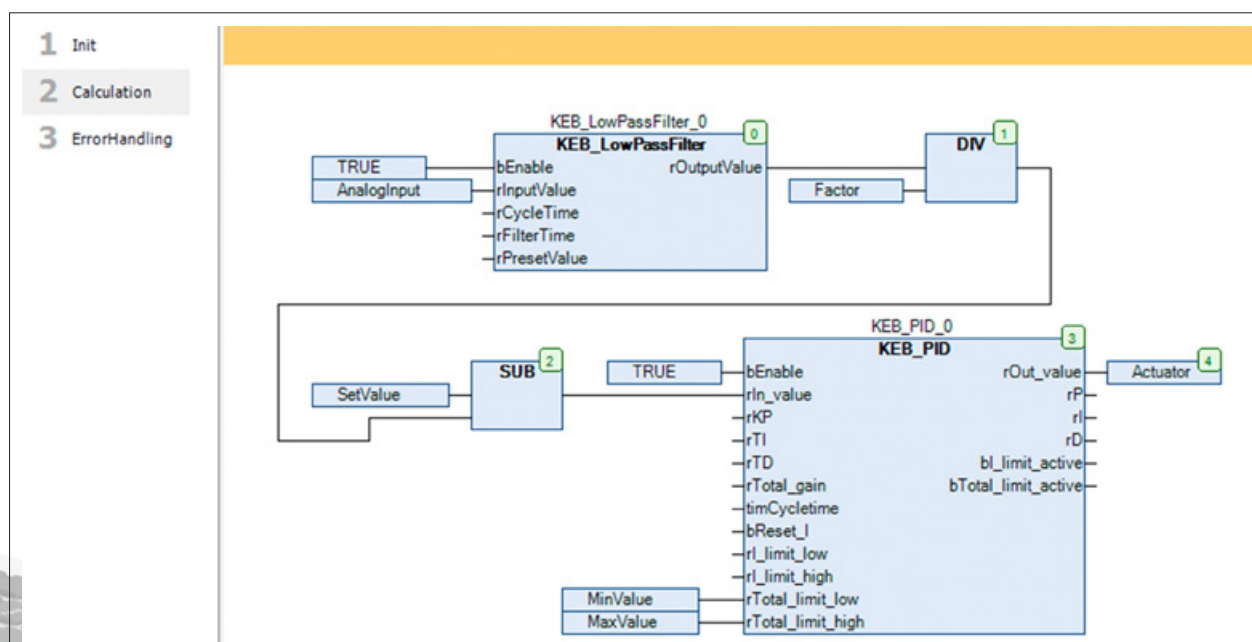 1 Init
2 Calculation
3 ErrorHandling
KEB_LowPassFilter_0
0
KEB_LowPassFilter
TRUE
bEnable
rOutputValue
AnalogInput
rInputValue
rCycleTime
rFilterTime
rPresetValue
1
DIV
Factor
2
SUB
SetValue
KEB_PID_0
3
KEB_PID
TRUE
bEnable
rOut_value
4
Actuator
rIn_value
rP
rKP
rI
rTI
rD
rTD
bI_limit_active
rTotal_gain
bTotal_limit_active
timCycletime
bReset_I
rI_limit_low
rI_limit_high
MinValue
rTotal_limit_low
MaxValue
rTotal_limit_high